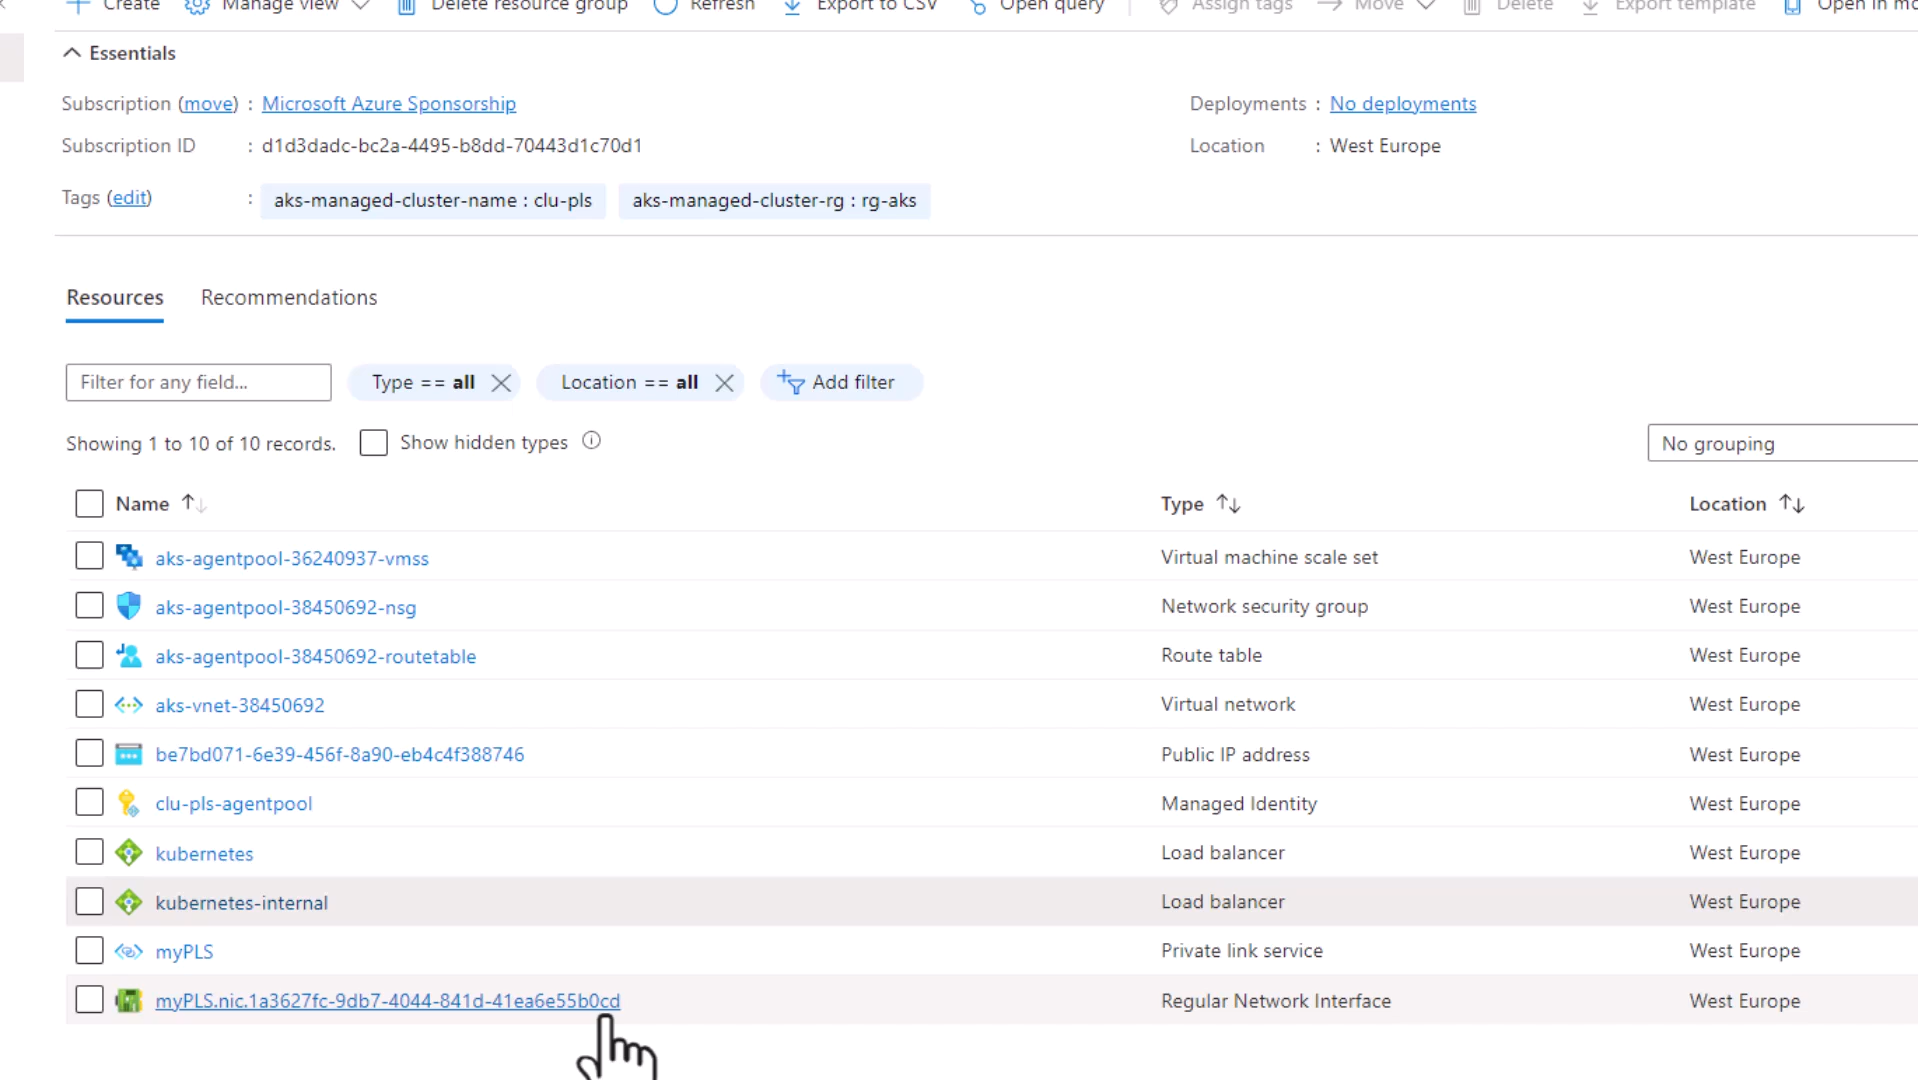 Create Manage view Delete resource group Refresh Export to CSV Open query Assign tags Move Delete Export template Open in mo
Essentials
Subscription (move) : Microsoft Azure Sponsorship Deployments : No deployments
Subscription ID : d1d3dadc-bc2a-4495-b8dd-70443d1c70d1 Location : West Europe
Tags (edit) : aks-managed-cluster-name : clu-pls aks-managed-cluster-rg : rg-aks
Resources Recommendations
Filter for any field... Type == all Location == all Add filter
Showing 1 to 10 of 10 records. Show hidden types No grouping
Name Type Location
aks-agentpool-36240937-vmss Virtual machine scale set West Europe
aks-agentpool-38450692-nsg Network security group West Europe
aks-agentpool-38450692-routetable Route table West Europe
aks-vnet-38450692 Virtual network West Europe
be7bd071-6e39-456f-8a90-eb4c4f388746 Public IP address West Europe
clu-pls-agentpool Managed Identity West Europe
kubernetes Load balancer West Europe
kubernetes-internal Load balancer West Europe
myPLS Private link service West Europe
myPLS.nic.1a3627fc-9db7-4044-841d-41ea6e55b0cd Regular Network Interface West Europe